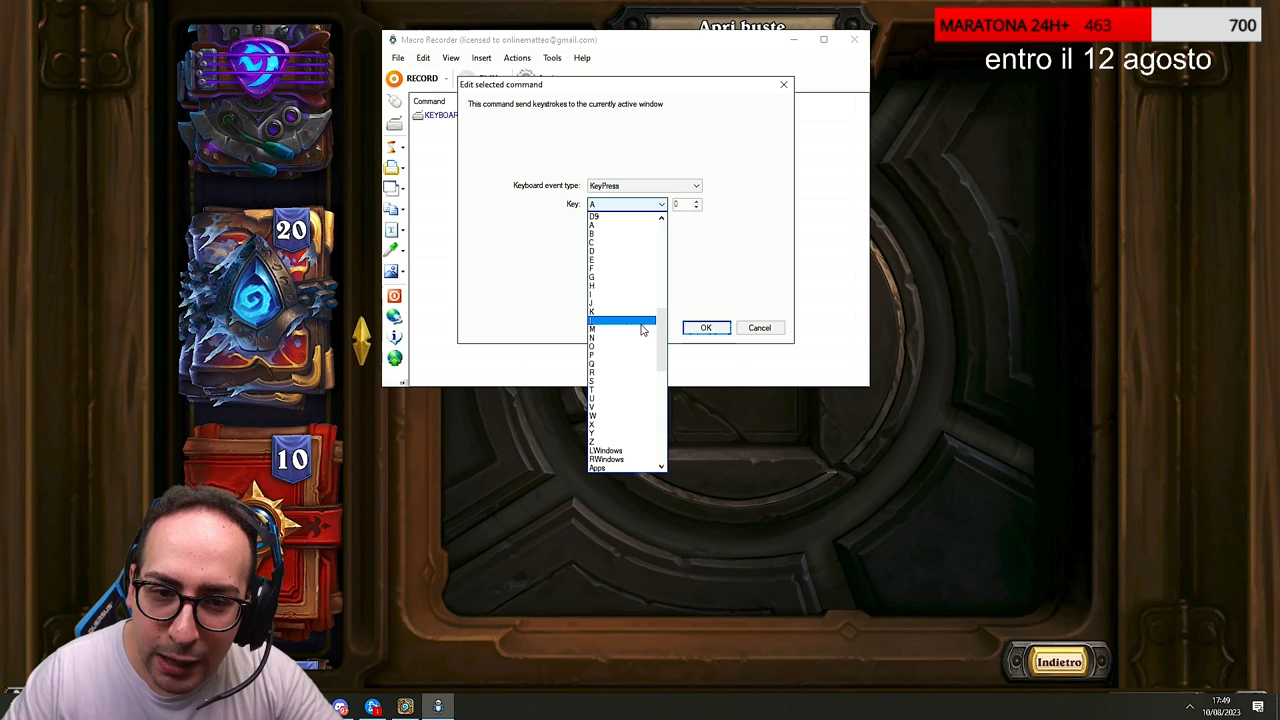 Apri buste
MARATONA 24H+ 463 700
entro il 12 agosto
Macro Recorder (licensed to onlinematteo@gmail.com)
File Edit View Insert Actions Tools Help
RECORD
Edit selected command
Command
This command send keystrokes to the currently active window
KEYBOAR
Keyboard event type: KeyPress
Key: A 0
D9
A
B
C
D
E
F
G
H
I
J
K
M
N
O
P
Q
R
S
T
U
V
W
X
Y
Z
LWindows
RWindows
Apps
OK Cancel
20
10
Indietro
17:49
10/08/2023